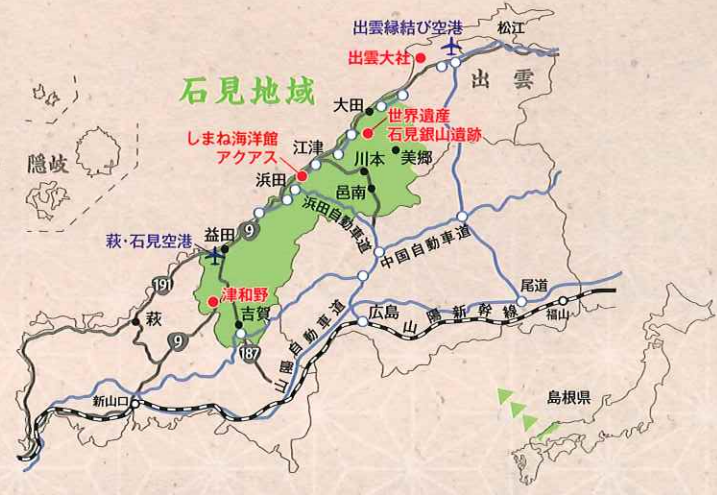 出雲縁結び空港
松江
出雲大社
出 雲
石見地域
大田
世界遺産
石見銀山遺跡
しまね海洋館
アクアス
江津
川本
美郷
隠岐
浜田
邑南
浜田自動車道
萩・石見空港
益田
9
中国自動車道
191
津和野
尾道
萩
吉賀
広島
山陽新幹線
福山
9
187
山陽自動車道
新山口
島根県